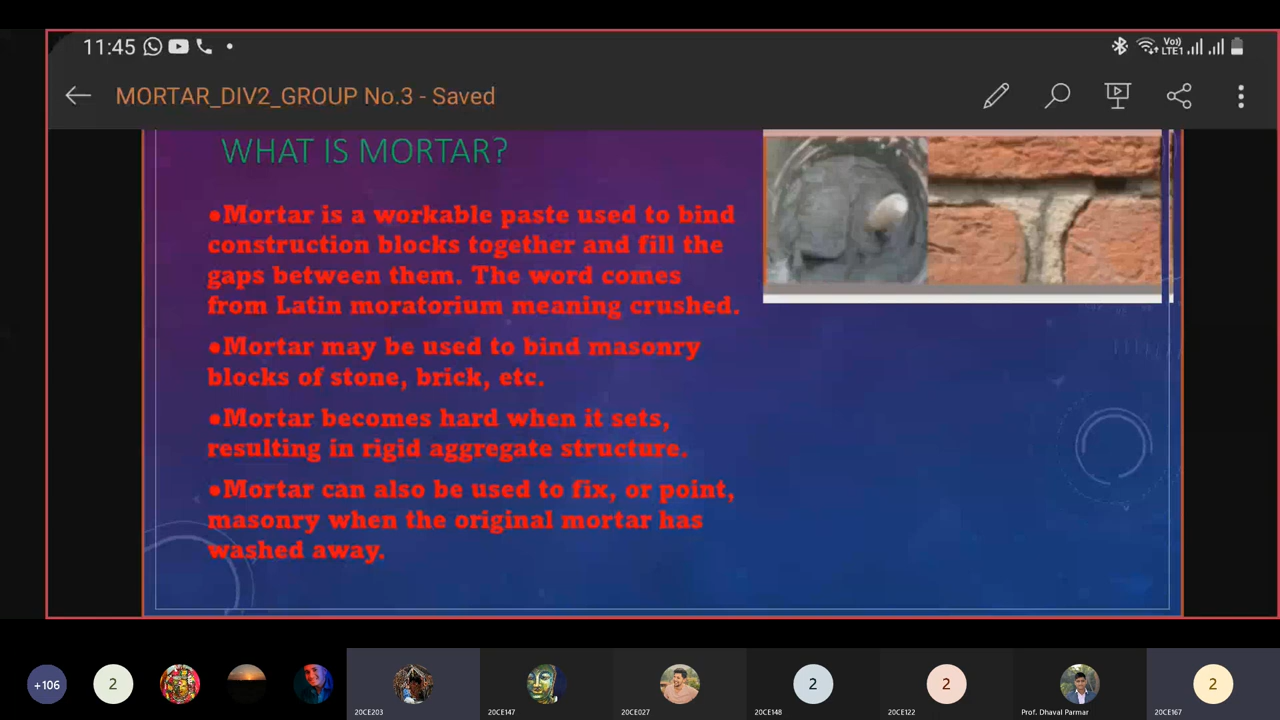 11:45
Vo))
LTE1
MORTAR_DIV2_GROUP No.3 - Saved
WHAT IS MORTAR?
•Mortar is a workable paste used to bind
construction blocks together and fill the
gaps between them. The word comes
from Latin moratorium meaning crushed.
•Mortar may be used to bind masonry
blocks of stone, brick, etc.
•Mortar becomes hard when it sets,
resulting in rigid aggregate structure.
•Mortar can also be used to fix, or point,
masonry when the original mortar has
washed away.
+106
2
2
2
2
20CE203
20CE147
20CE027
20CE148
20CE122
Prof. Dhaval Parmar
20CE167